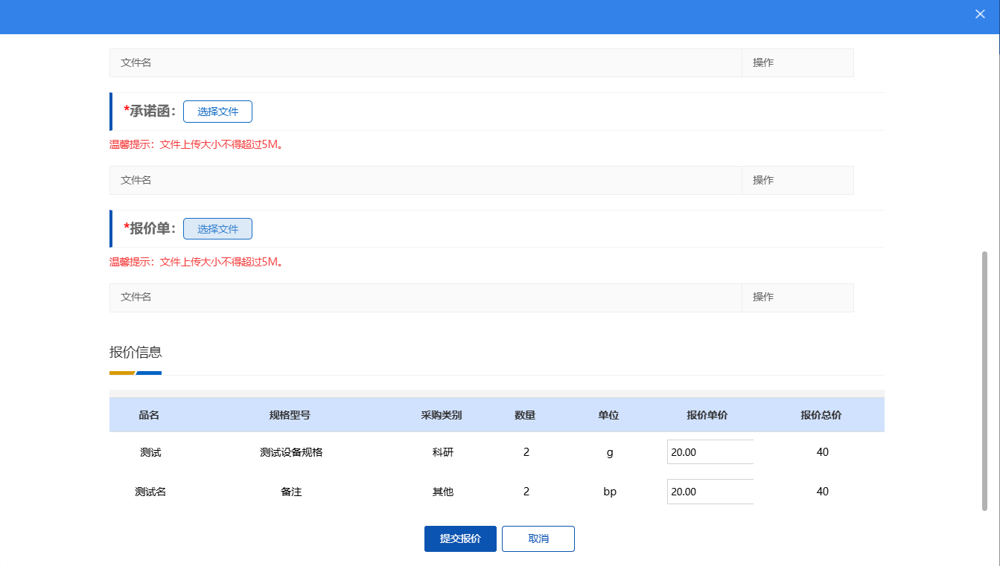 文件名 操作
*承诺函： 选择文件
温馨提示：文件上传大小不得超过5M。
文件名 操作
*报价单： 选择文件
温馨提示：文件上传大小不得超过5M。
文件名 操作
报价信息
品名 规格型号 采购类别 数量 单位 报价单价 报价总价
测试 测试设备规格 科研 2 g 20.00 40
测试名 备注 其他 2 bp 20.00 40
提交报价 取消